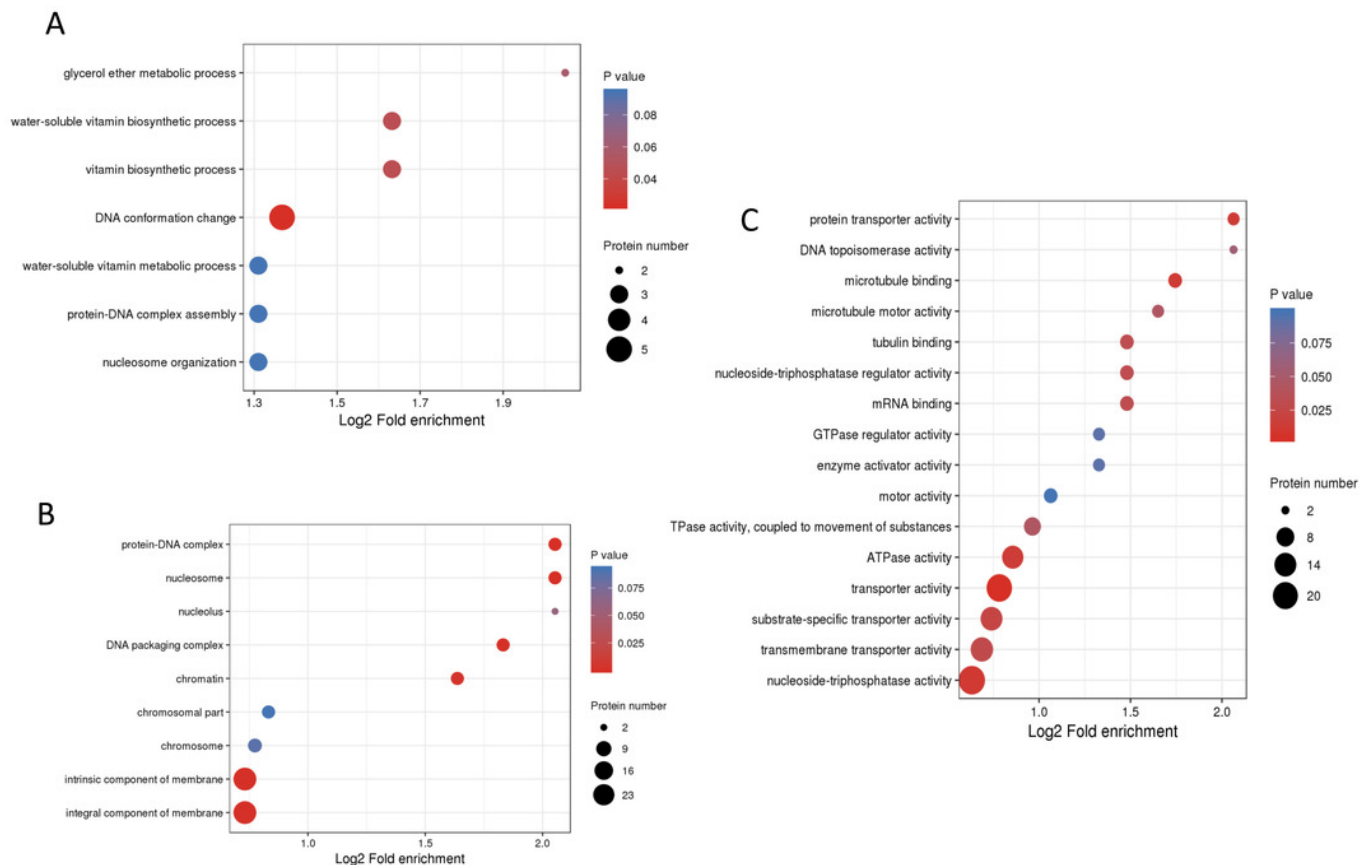 A
glycerol ether metabolic process
water-soluble vitamin biosynthetic process
vitamin biosynthetic process
DNA conformation change
water-soluble vitamin metabolic process
protein-DNA complex assembly
nucleosome organization
1.3 1.5 1.7 1.9
Log2 Fold enrichment
P value
0.08
0.06
0.04
Protein number
2
3
4
5
B
protein-DNA complex
nucleosome
nucleolus
DNA packaging complex
chromatin
chromosomal part
chromosome
intrinsic component of membrane
integral component of membrane
1.0 1.5 2.0
Log2 Fold enrichment
P value
0.075
0.050
0.025
Protein number
2
9
16
23
C
protein transporter activity
DNA topoisomerase activity
microtubule binding
microtubule motor activity
tubulin binding
nucleoside-triphosphatase regulator activity
mRNA binding
GTPase regulator activity
enzyme activator activity
motor activity
TPase activity, coupled to movement of substances
ATPase activity
transporter activity
substrate-specific transporter activity
transmembrane transporter activity
nucleoside-triphosphatase activity
1.0 1.5 2.0
Log2 Fold enrichment
P value
0.075
0.050
0.025
Protein number
2
8
14
20